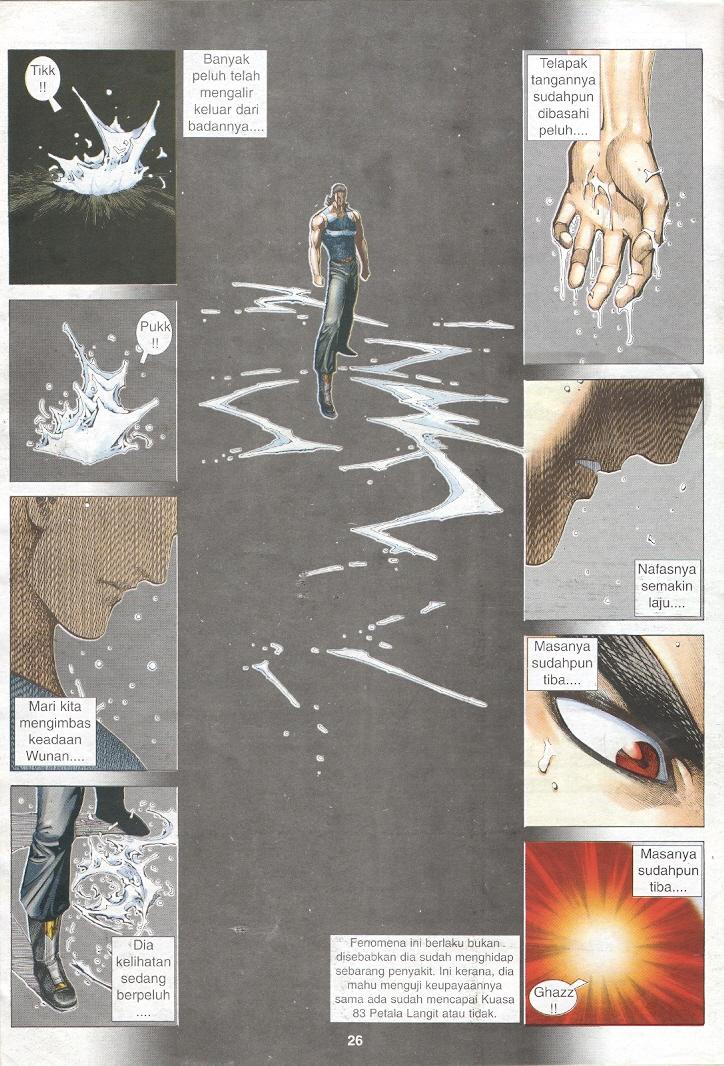 Tikk
!!
Pukk
!!
Mari kita
mengimbas
keadaan
Wunan....
Dia
kelihatan
sedang
berpeluh
....
Banyak
peluh telah
mengalir
keluar dari
badannya....
Fenomena ini berlaku bukan
disebabkan dia sudah menghidap
sebarang penyakit. Ini kerana, dia
mahu menguji keupayaannya
sama ada sudah mencapai Kuasa
83 Petala Langit atau tidak.
Telapak
tangannya
sudahpun
dibasahi
peluh....
Nafasnya
semakin
laju....
Masanya
sudahpun
tiba....
Masanya
sudahpun
tiba....
Ghazz
!!
26